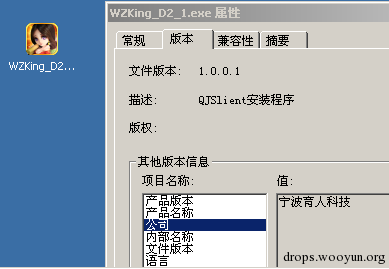 WZKing_D2_1.exe 属性
WZKing_D2...
常规
版本
兼容性
摘要
文件版本: 1.0.0.1
描述: QJSlient安装程序
版权:
其他版本信息
项目名称: 值:
产品版本
产品名称
公司
内部名称
文件版本
语言
宁波育人科技
drops.wooyun.org